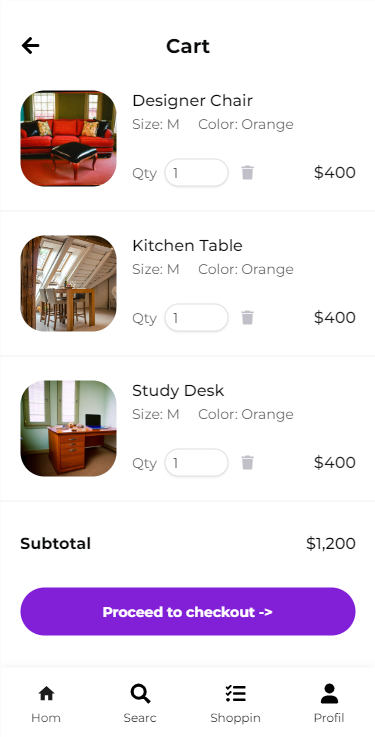 Cart
Designer Chair
Size: M Color: Orange
Qty 1 $400
Kitchen Table
Size: M Color: Orange
Qty 1 $400
Study Desk
Size: M Color: Orange
Qty 1 $400
Subtotal $1,200
Proceed to checkout ->
Hom Searc Shoppin Profil